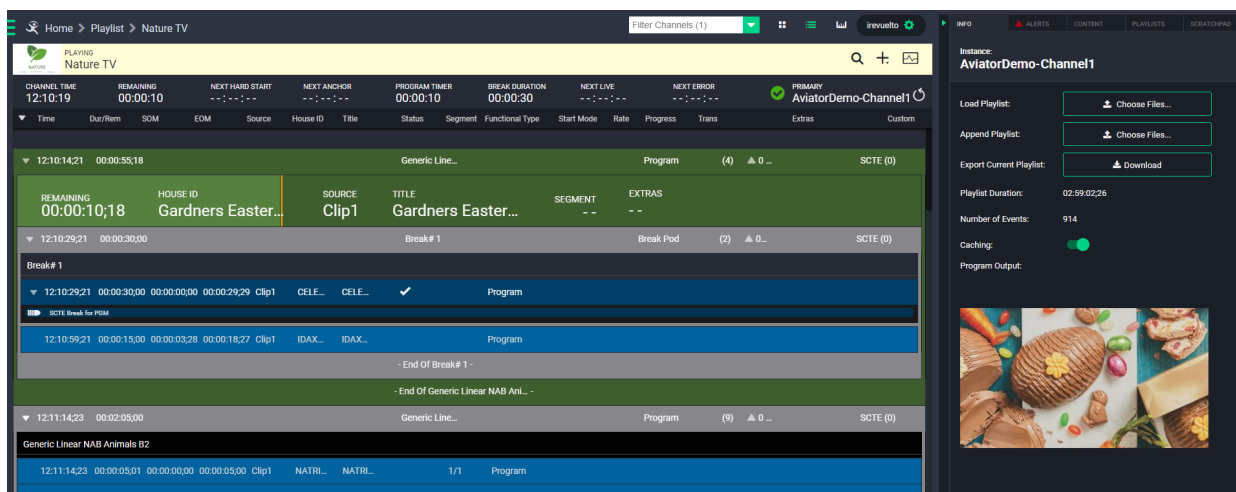 Home > Playlist > Nature TV
Filter Channels (1)
irevuelto
NATURE
PLAYING
Nature TV
CHANNEL TIME REMAINING NEXT HARD START NEXT ANCHOR PROGRAM TIMER BREAK DURATION NEXT LIVE NEXT ERROR PRIMARY
12:10:19 00:00:10 --:--:-- --:--:-- 00:00:10 00:00:30 --:--:-- --:--:-- AviatorDemo-Channel1
Time Dur/Rem SOM EOM Source House ID Title Status Segment Functional Type Start Mode Rate Progress Trans Extras Custom
12:10:14;21 00:00:55;18 Generic Line... Program (4) 0 ... SCTE (0)
REMAINING HOUSE ID SOURCE TITLE SEGMENT EXTRAS
00:00:10;18 Gardners Easter... Clip1 Gardners Easter... -- --
12:10:29;21 00:00:30;00 Break# 1 Break Pod (2) 0... SCTE (0)
Break# 1
12:10:29;21 00:00:30;00 00:00:00;00 00:00:29;29 Clip1 CELE... CELE... Program
SCTE Break for PGM
12:10:59;21 00:00:15;00 00:00:03;28 00:00:18;27 Clip1 IDAX... IDAX... Program
- End Of Break# 1 -
- End Of Generic Linear NAB Ani... -
12:11:14;23 00:02:05;00 Generic Line... Program (9) 0 ... SCTE (0)
Generic Linear NAB Animals B2
12:11:14;23 00:00:05;01 00:00:00;00 00:00:05;00 Clip1 NATRI... NATRI... 1/1 Program
INFO ALERTS CONTENT PLAYLISTS SCRATCHPAD
Instance:
AviatorDemo-Channel1
Load Playlist: Choose Files...
Append Playlist: Choose Files...
Export Current Playlist: Download
Playlist Duration: 02:59:02;26
Number of Events: 914
Caching:
Program Output: